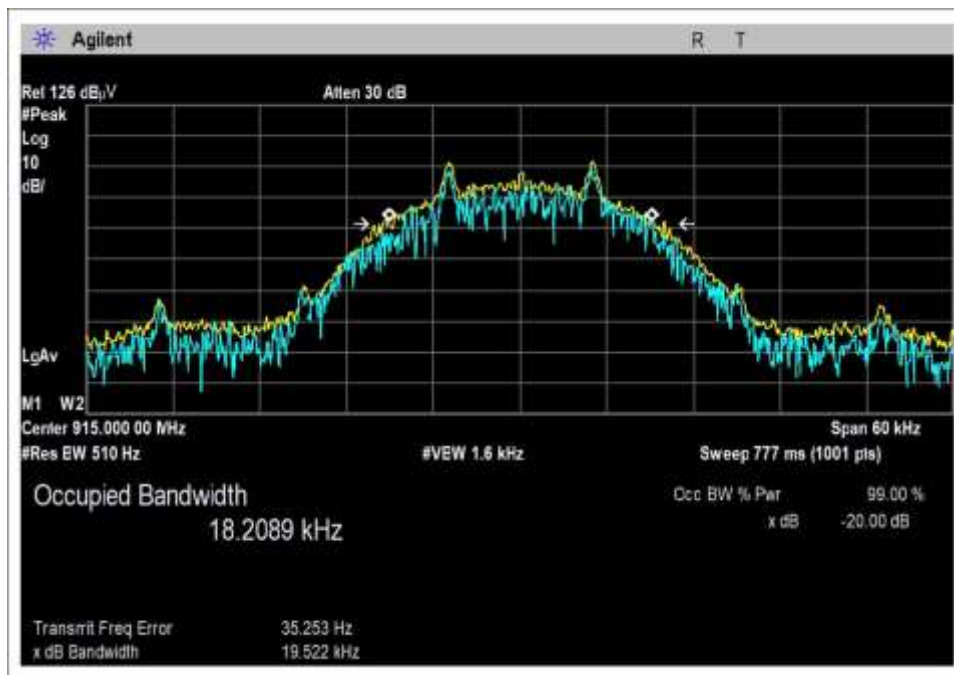 Agilent R T
Ref 126 dBµV Atten 30 dB
#Peak
Log
10
dB/
LgAv
M1 W2
Center 915.000 00 MHz Span 60 kHz
#Res BW 510 Hz #VBW 1.6 kHz Sweep 777 ms (1001 pts)
Occupied Bandwidth Occ BW % Pwr 99.00 %
18.2089 kHz x dB -20.00 dB
Transmit Freq Error 35.253 Hz
x dB Bandwidth 19.522 kHz